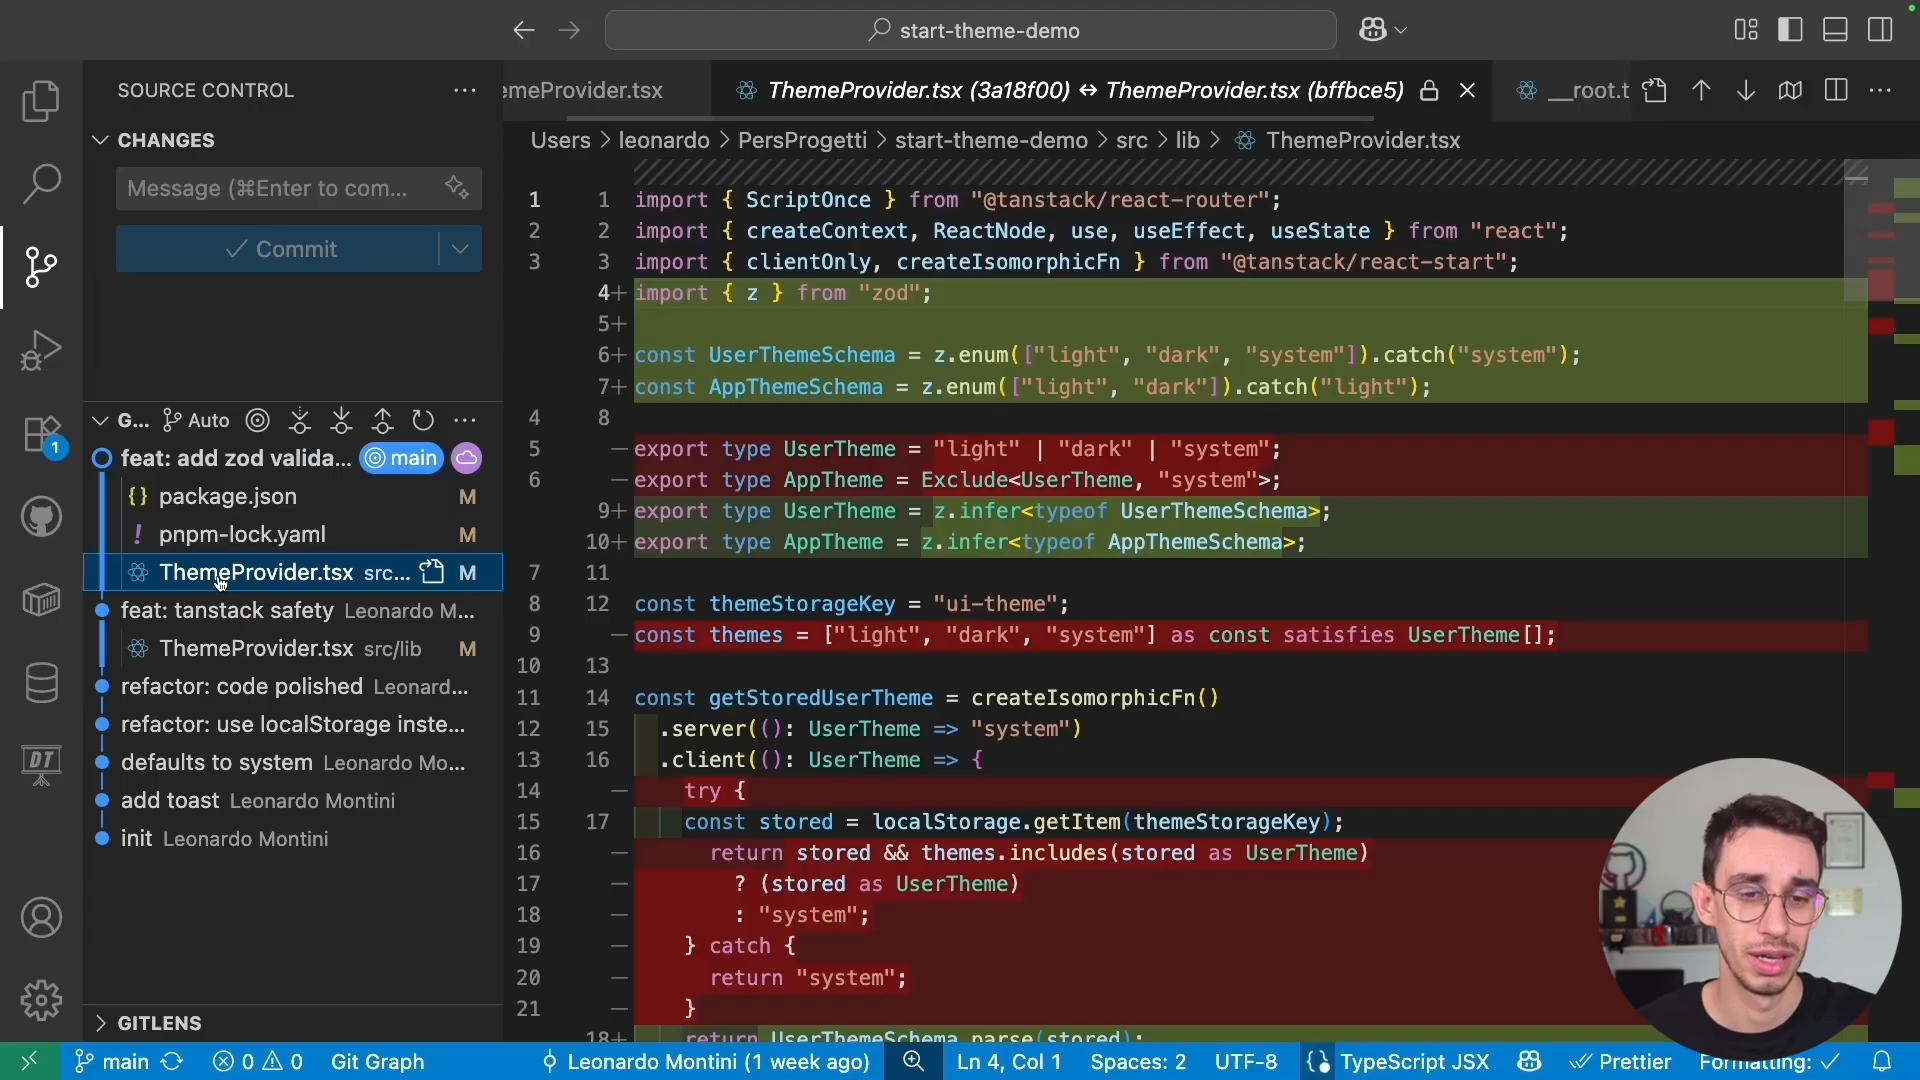 start-theme-demo
SOURCE CONTROL
CHANGES
Message (⌘Enter to com...
Commit
G... Auto
feat: add zod valida... main
package.json M
pnpm-lock.yaml M
ThemeProvider.tsx src... M
feat: tanstack safety Leonardo M...
ThemeProvider.tsx src/lib M
refactor: code polished Leonard...
refactor: use localStorage inste...
defaults to system Leonardo Mo...
add toast Leonardo Montini
init Leonardo Montini
GITLENS
1
DT
emeProvider.tsx
ThemeProvider.tsx (3a18f00) ↔ ThemeProvider.tsx (bffbce5)
__root.t
Users > leonardo > PersProgetti > start-theme-demo > src > lib > ThemeProvider.tsx
1 1 import { ScriptOnce } from "@tanstack/react-router";
2 2 import { createContext, ReactNode, use, useEffect, useState } from "react";
3 3 import { clientOnly, createIsomorphicFn } from "@tanstack/react-start";
4+ import { z } from "zod";
5+
6+ const UserThemeSchema = z.enum(["light", "dark", "system"]).catch("system");
7+ const AppThemeSchema = z.enum(["light", "dark"]).catch("light");
4 8
5 — export type UserTheme = "light" | "dark" | "system";
6 — export type AppTheme = Exclude<UserTheme, "system">;
9+ export type UserTheme = z.infer<typeof UserThemeSchema>;
10+ export type AppTheme = z.infer<typeof AppThemeSchema>;
7 11
8 12 const themeStorageKey = "ui-theme";
9 — const themes = ["light", "dark", "system"] as const satisfies UserTheme[];
10 13
11 14 const getStoredUserTheme = createIsomorphicFn()
12 15 .server((): UserTheme => "system")
13 16 .client((): UserTheme => {
14 — try {
15 17 const stored = localStorage.getItem(themeStorageKey);
16 — return stored && themes.includes(stored as UserTheme)
17 — ? (stored as UserTheme)
18 — : "system";
19 — } catch {
20 — return "system";
21 — }
18+ return UserThemeSchema.parse(stored);
main 0 0 Git Graph Leonardo Montini (1 week ago) Ln 4, Col 1 Spaces: 2 UTF-8 {} TypeScript JSX Prettier Formatting: ✓